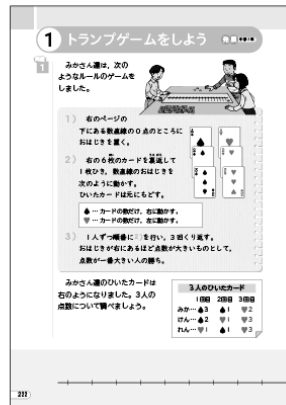 1 トランプゲームをしよう
1
みかさん達は、次の
ようなルールのゲームを
しました。
1） 右のページの
下にある数直線の０点のところに
おはじきを置く。
2） 右の６枚のカードを裏返して
１枚ひき、数直線のおはじきを
次のように動かす。
ひいたカードは元にもどす。
♠…カードの数だけ、右に動かす。
♥…カードの数だけ、左に動かす。
3） １人ずつ順番に2）を行い、３回くり返す。
おはじきが右にあるほど点数が大きいものとして、
点数が一番大きい人の勝ち。
みかさん達のひいたカードは
右のようになりました。３人の
点数について調べましょう。
３人のひいたカード
1回目 2回目 3回目
みか…♠3 ♠1 ♥2
けん…♠2 ♥1 ♥3
れん…♥1 ♠1 ♥3